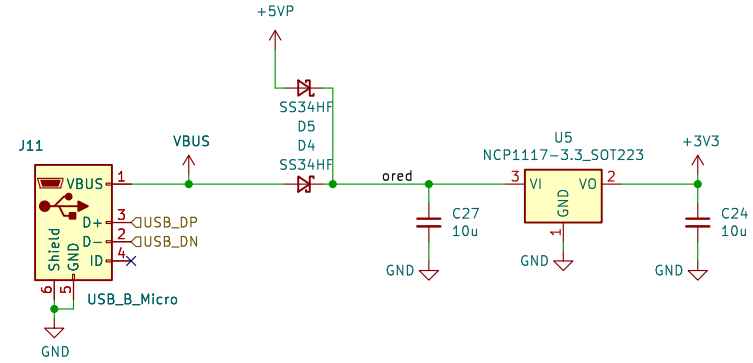 +5VP
SS34HF
D5
D4
SS34HF
J11
VBUS
ored
U5
NCP1117-3.3_SOT223
+3V3
VBUS 1
D+ 3 USB_DP
D- 2 USB_DN
ID 4
Shield
GND
6
5
USB_B_Micro
GND
C27
10u
GND
3 VI
VO 2
GND
1
GND
C24
10u
GND